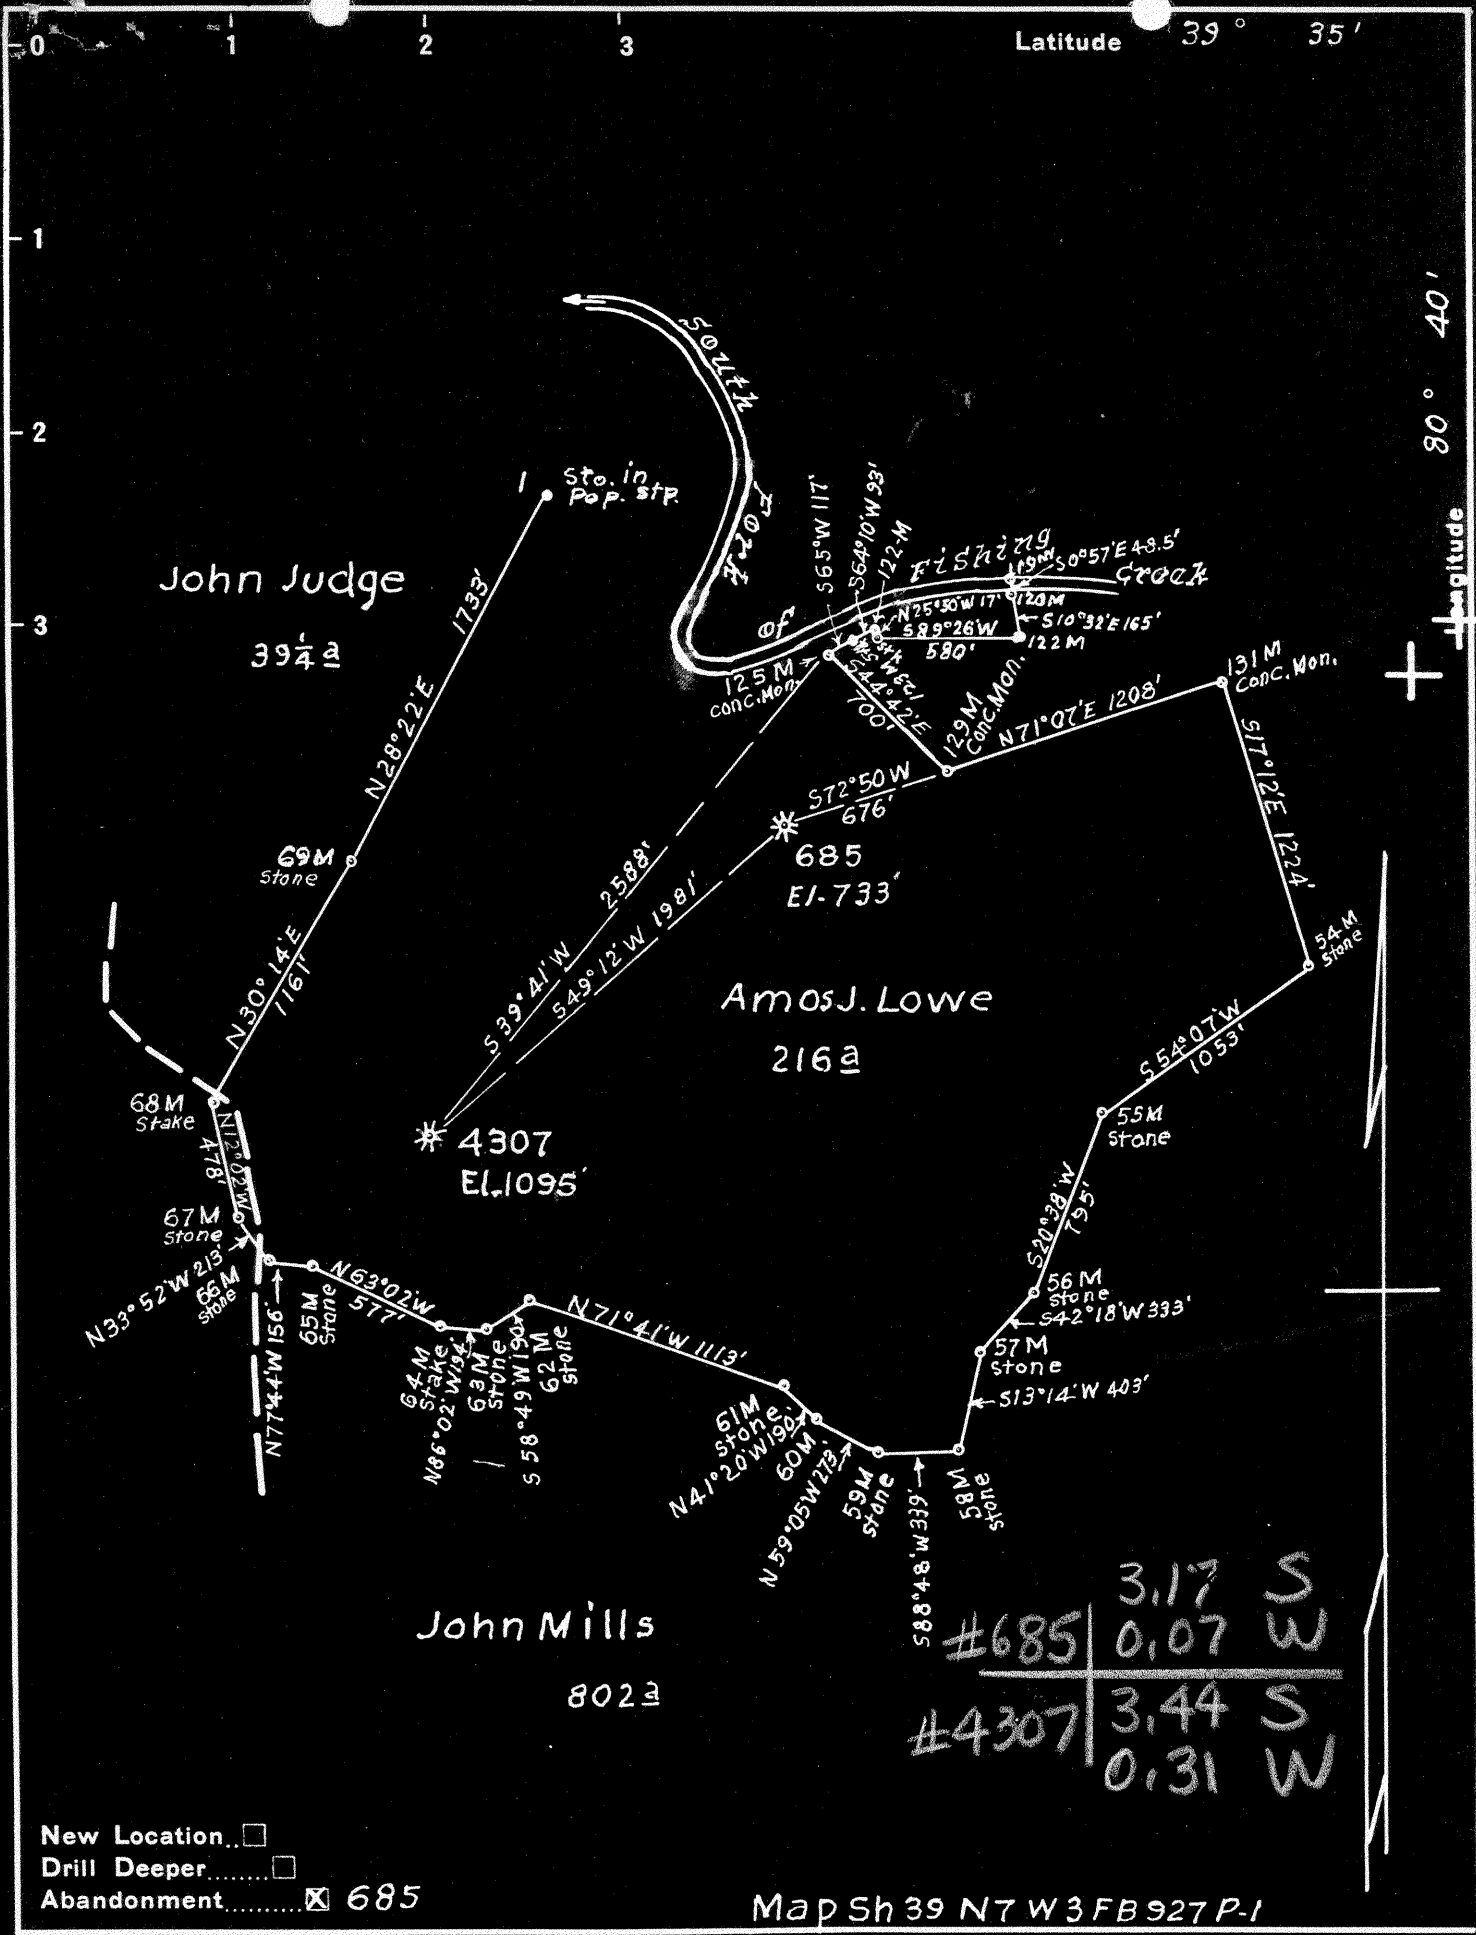 0
1
2
3
Latitude 39° 35'
1
2
3
80° 40'
Longitude
South
Fork
of
Fishing
Creek
1
Sto. in
Pop. stp.
John Judge
39¼ a
1733'
N28°22'E
69M
Stone
N30°14'E
1161'
S65°W 117'
S64°10'W 93'
122-M
119M
S0°57'E 48.5'
N25°50'W 17'
120M
S10°32'E 165'
S89°26'W
580'
122M
125M
Conc. Mon.
123M
S44°42'E
700'
129M
Conc. Mon.
N71°07'E 1208'
131M
Conc. Mon.
S17°12'E 1224'
S72°50'W
676'
685
El-733'
2588'
S39°41'W
S49°12'W 1981'
54-M
Stone
Amos J. Lowe
216 a
S54°07'W
1053'
68M
Stake
N12°02'W
478'
4307
El. 1095'
55M
Stone
67M
Stone
S20°38'W
795'
N33°52'W 213'
66M
Stone
N77°44'W 156'
65M
Stone
N63°02'W
577'
56M
Stone
S42°18'W 333'
57M
Stone
64M
Stake
N86°02'W 194'
63M
Stone
S58°49'W 190'
62M
Stone
N71°41'W 1113'
61M
Stone
N41°20'W 190'
60M
N59°05'W 273'
59M
Stone
S88°48'W 339'
58M
Stone
S13°14'W 403'
John Mills
802 a
#685 3.17 S
0.07 W
#4307 3.44 S
0.31 W
New Location..☐
Drill Deeper........☐
Abandonment..........☒ 685
Map Sh 39 N7 W3 FB 927 P-1